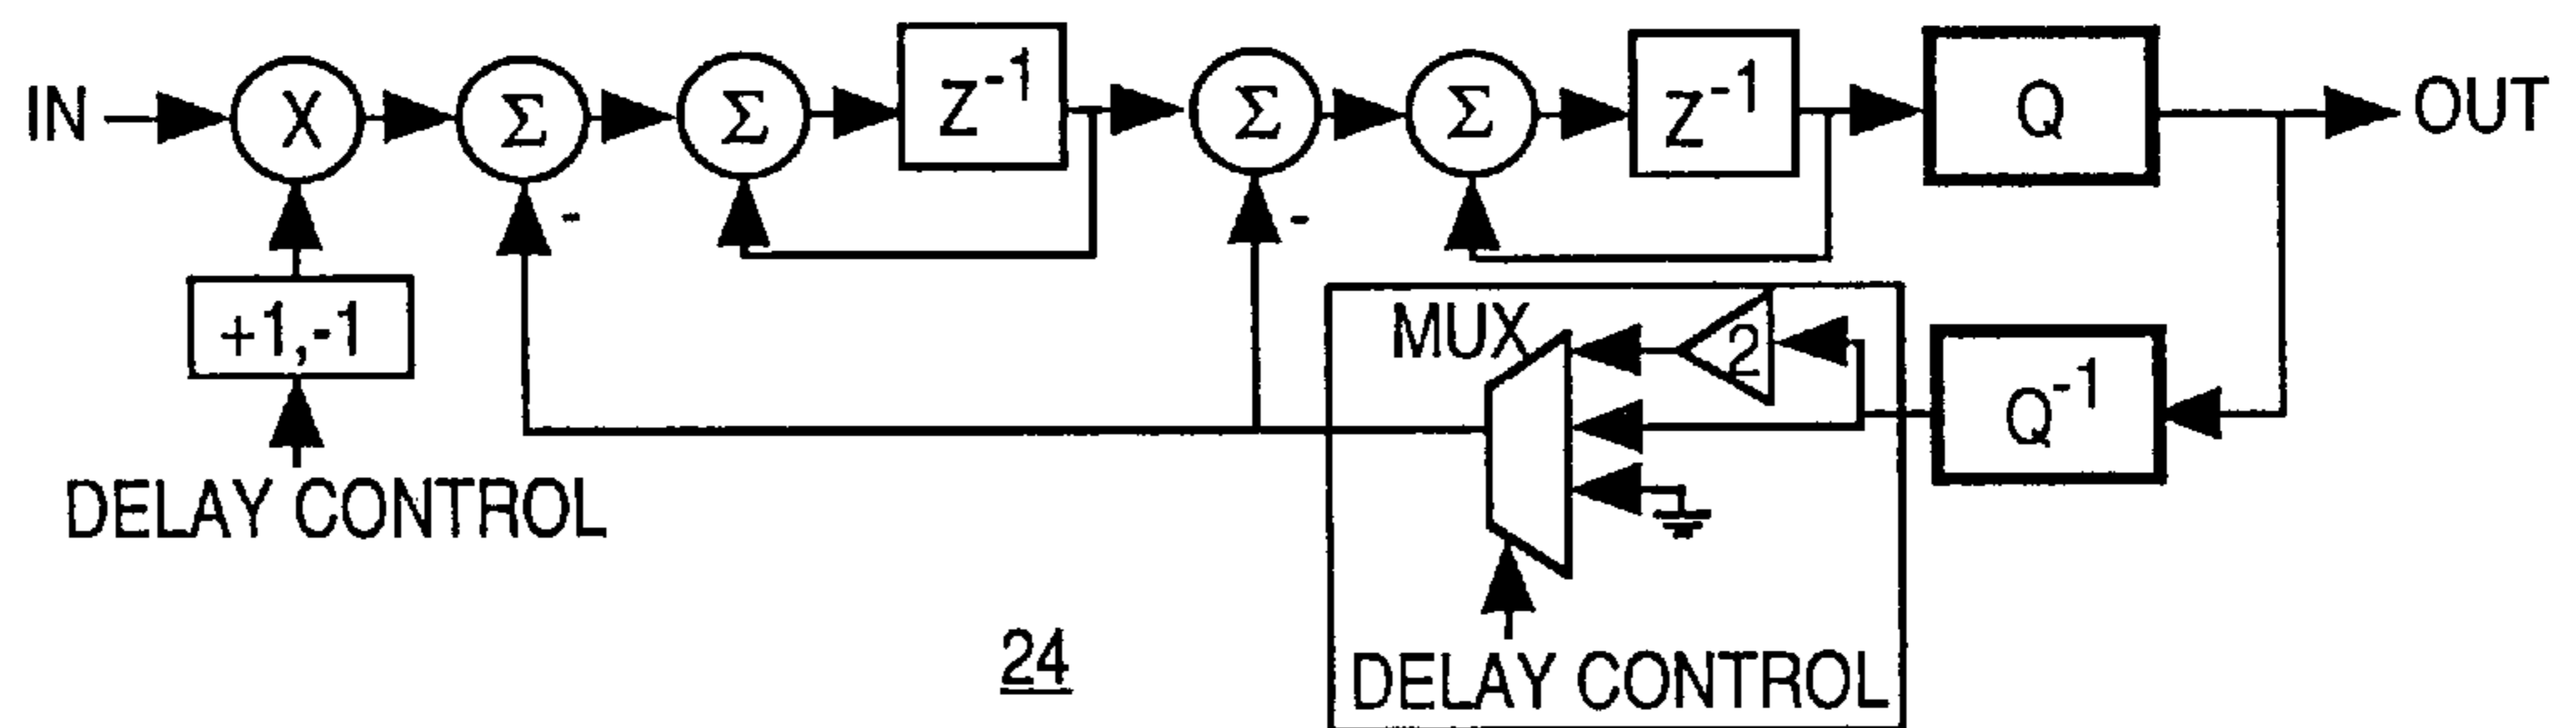 IN
X
Σ
Σ
Z⁻¹
Σ
Σ
Z⁻¹
Q
OUT
-
-
+1,-1
MUX
2
Q⁻¹
DELAY CONTROL
24
DELAY CONTROL